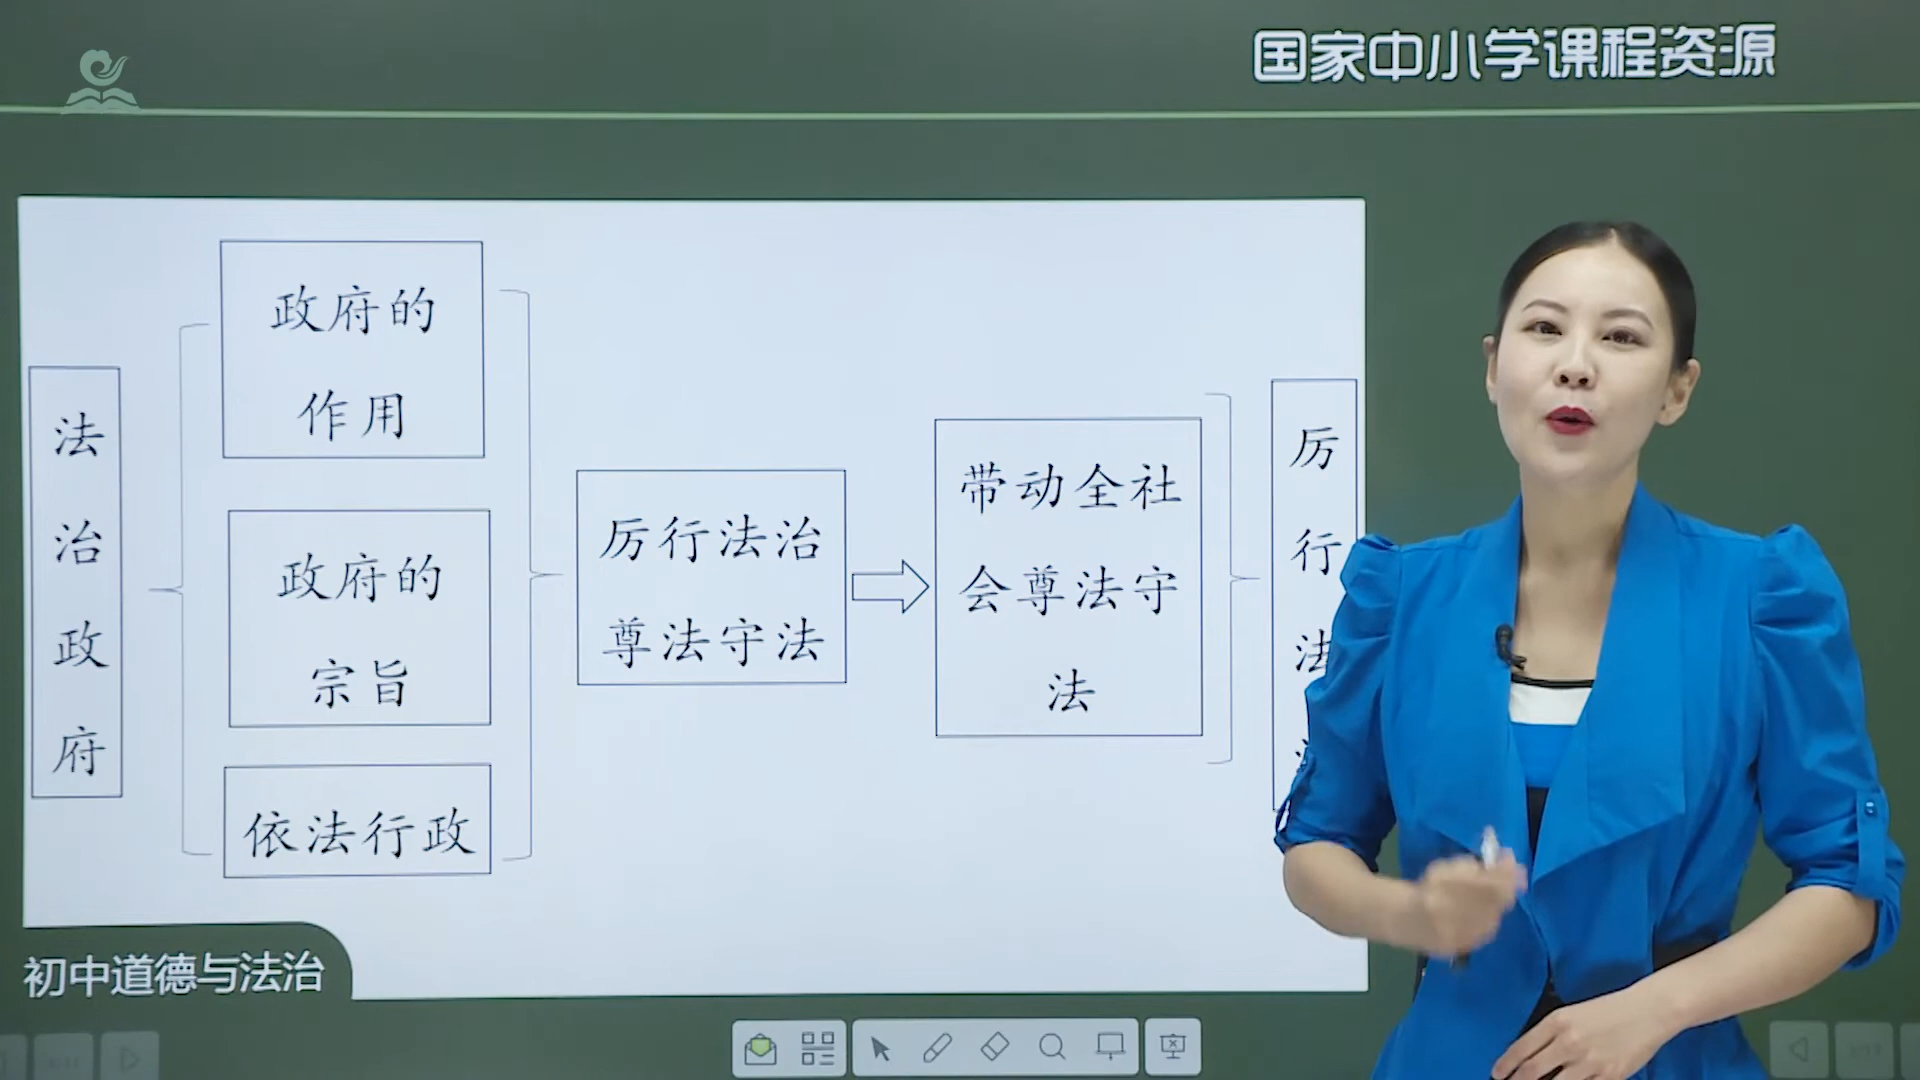 国家中小学课程资源
法
治
政
府
政府的
作用
政府的
宗旨
依法行政
厉行法治
尊法守法
带动全社
会尊法守
法
厉
行
法
初中道德与法治